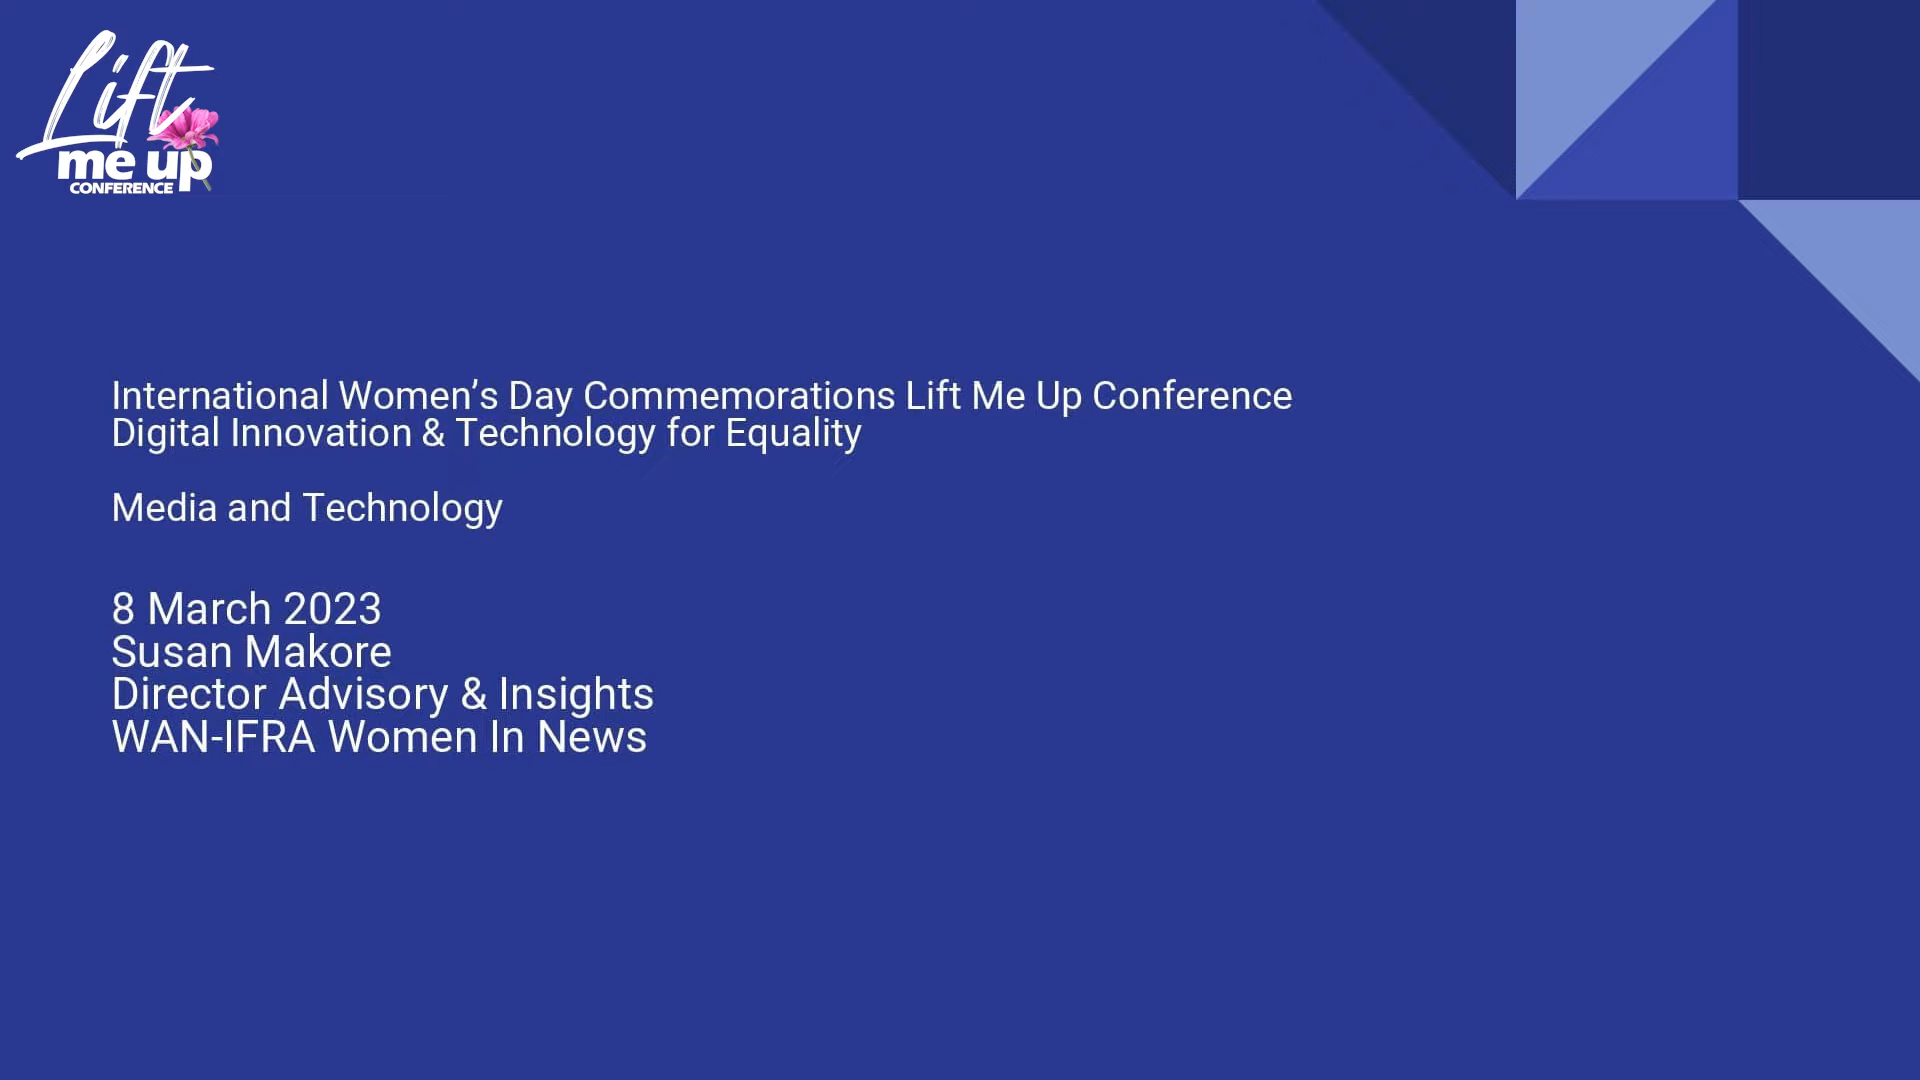 Lift
me up
CONFERENCE
International Women’s Day Commemorations Lift Me Up Conference
Digital Innovation & Technology for Equality
Media and Technology
8 March 2023
Susan Makore
Director Advisory & Insights
WAN-IFRA Women In News